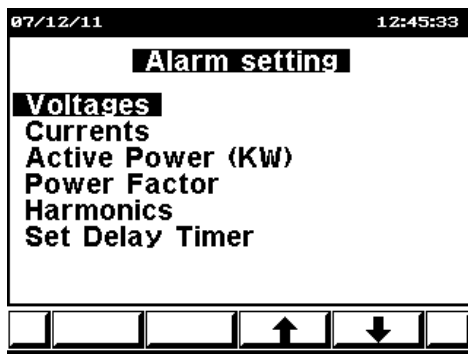 07/12/11 12:45:33
Alarm setting
Voltages
Currents
Active Power (KW)
Power Factor
Harmonics
Set Delay Timer